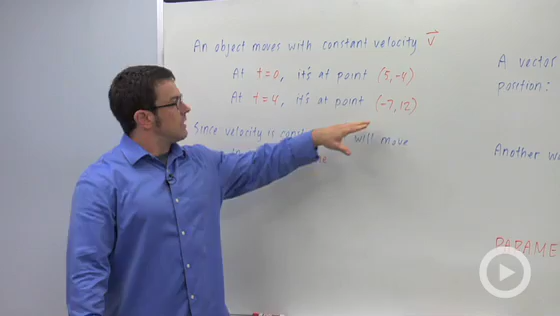 An object moves with constant velocity v⃗
At t=0, it's at point (5,-4)
At t=4, it's at point (-7,12)
Since velocity is const will move
A vector
position:
Another w
PARAME